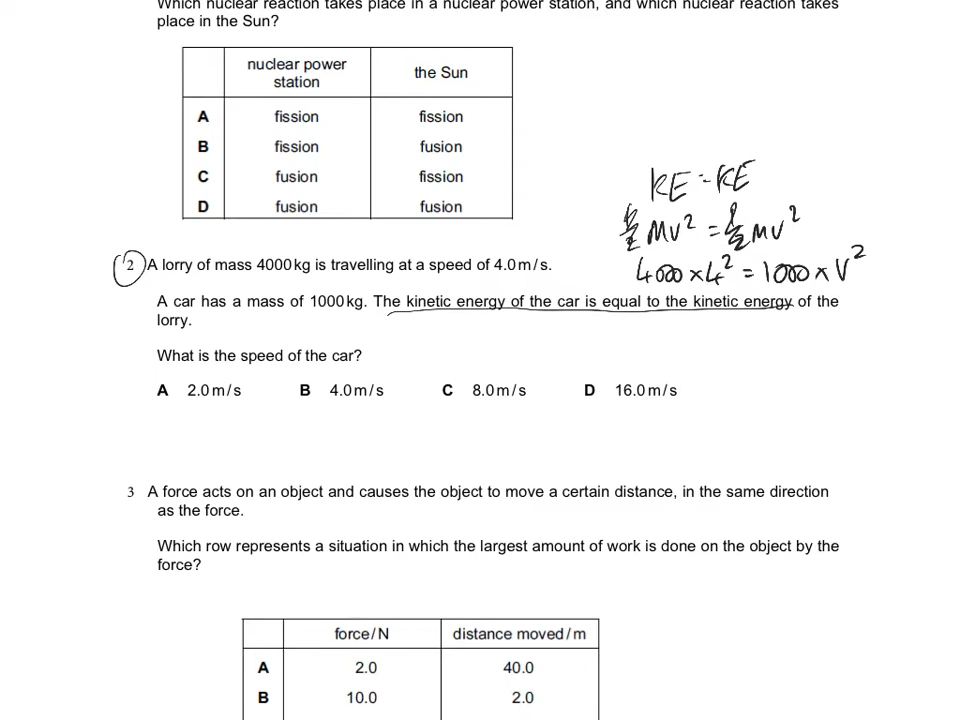 Which nuclear reaction takes place in a nuclear power station, and which nuclear reaction takes
place in the Sun?
nuclear power station the Sun
A fission fission
B fission fusion
C fusion fission
D fusion fusion
KE = KE
½ MV² = ½ MV²
4000 × 4² = 1000 × V²
2 A lorry of mass 4000 kg is travelling at a speed of 4.0 m/s.
A car has a mass of 1000 kg. The kinetic energy of the car is equal to the kinetic energy of the
lorry.
What is the speed of the car?
A 2.0 m/s B 4.0 m/s C 8.0 m/s D 16.0 m/s
3 A force acts on an object and causes the object to move a certain distance, in the same direction
as the force.
Which row represents a situation in which the largest amount of work is done on the object by the
force?
force/N distance moved/m
A 2.0 40.0
B 10.0 2.0